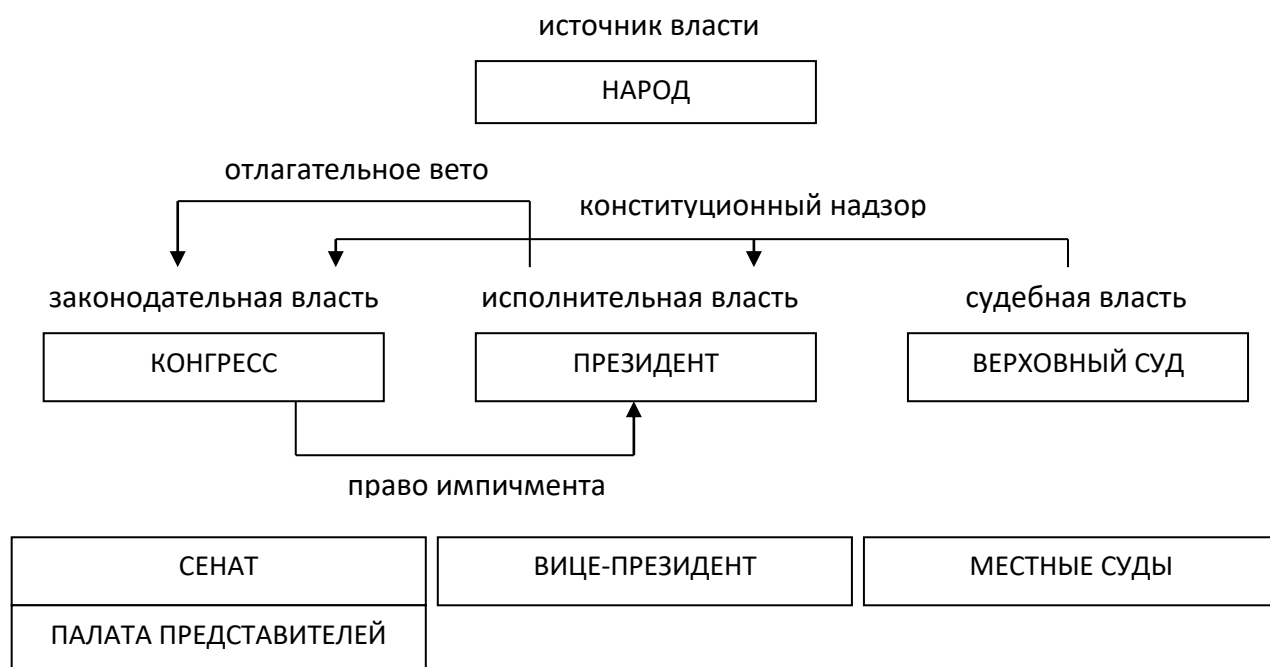 источник власти
НАРОД
отлагательное вето
конституционный надзор
законодательная власть
исполнительная власть
судебная власть
КОНГРЕСС
ПРЕЗИДЕНТ
ВЕРХОВНЫЙ СУД
право импичмента
СЕНАТ
ВИЦЕ-ПРЕЗИДЕНТ
МЕСТНЫЕ СУДЫ
ПАЛАТА ПРЕДСТАВИТЕЛЕЙ